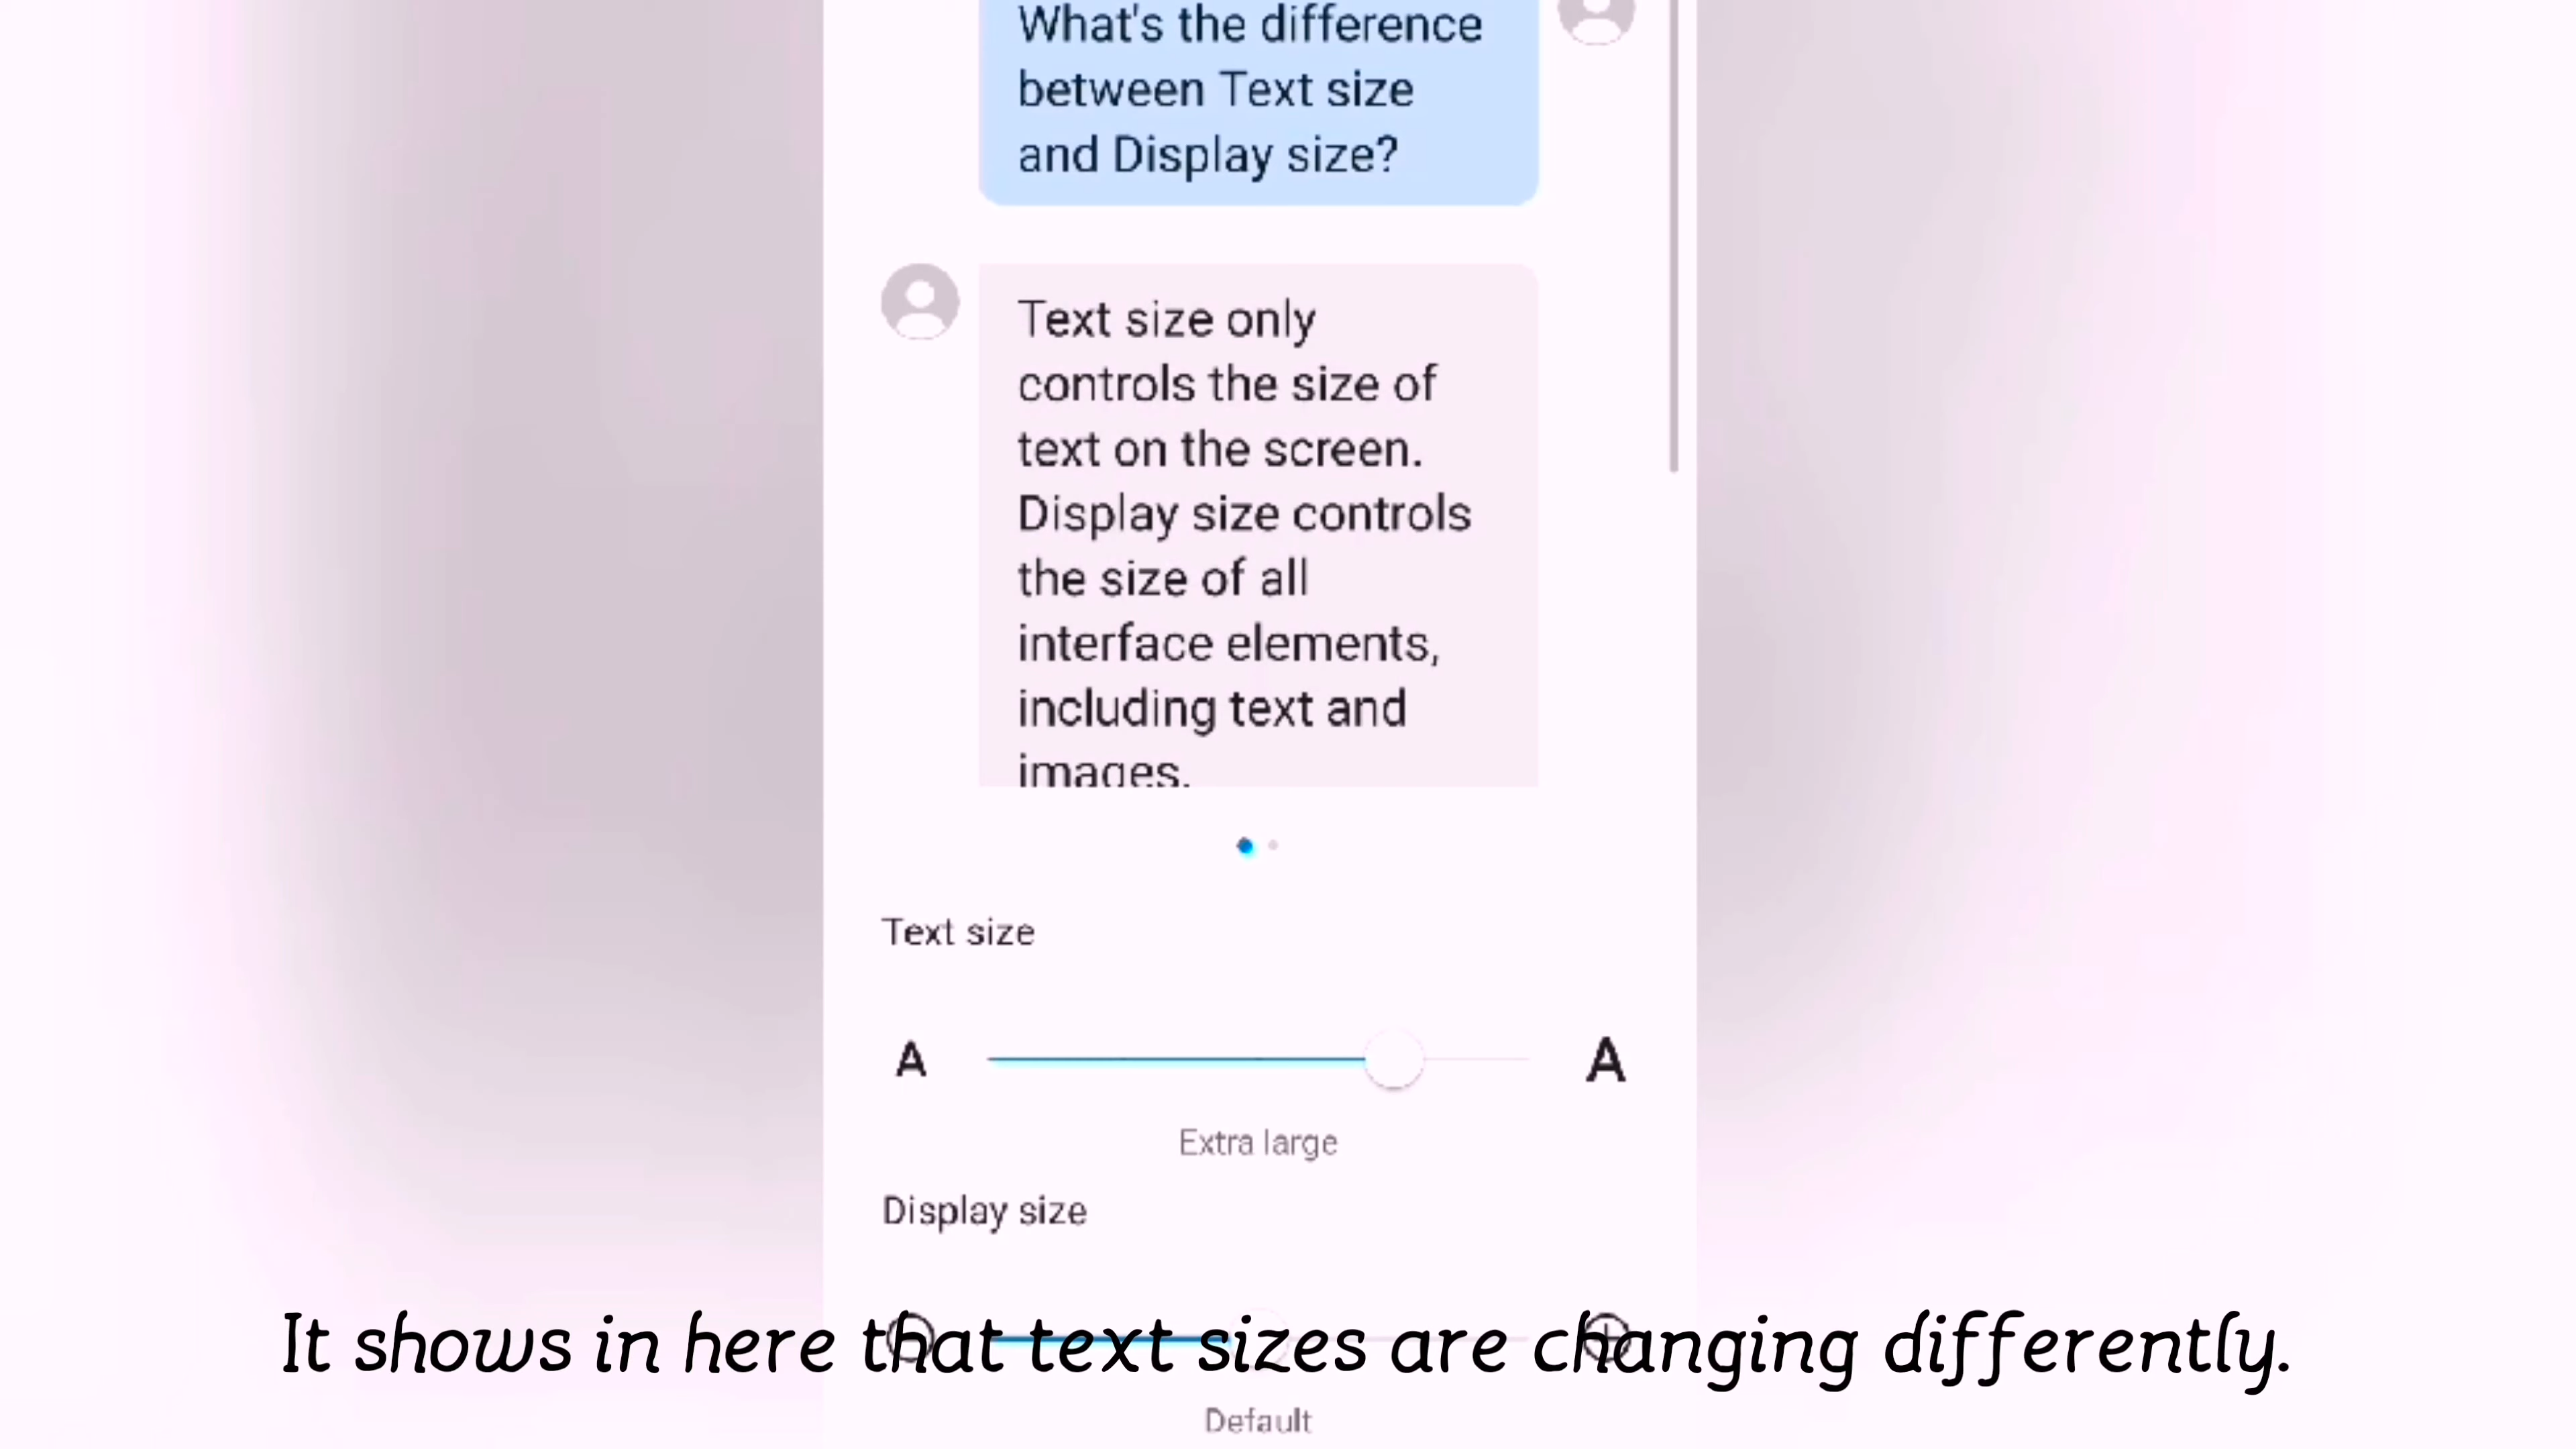 What's the difference
between Text size
and Display size?
Text size only
controls the size of
text on the screen.
Display size controls
the size of all
interface elements,
including text and
images.
Text size
A
A
Extra large
Display size
It shows in here that text sizes are changing differently.
Default